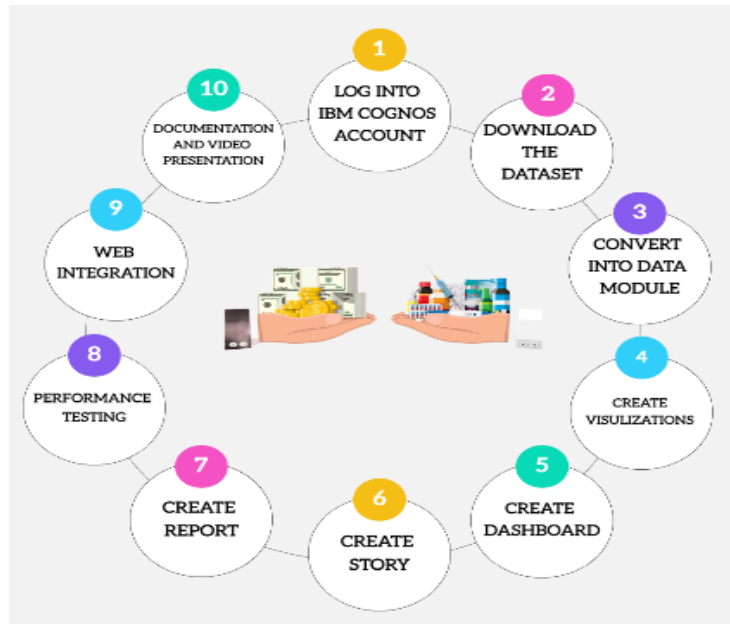 1
LOG INTO
IBM COGNOS
ACCOUNT
2
DOWNLOAD
THE
DATASET
3
CONVERT
INTO DATA
MODULE
4
CREATE
VISULIZATIONS
5
CREATE
DASHBOARD
6
CREATE
STORY
7
CREATE
REPORT
8
PERFORMANCE
TESTING
9
WEB
INTEGRATION
10
DOCUMENTATION
AND VIDEO
PRESENTATION